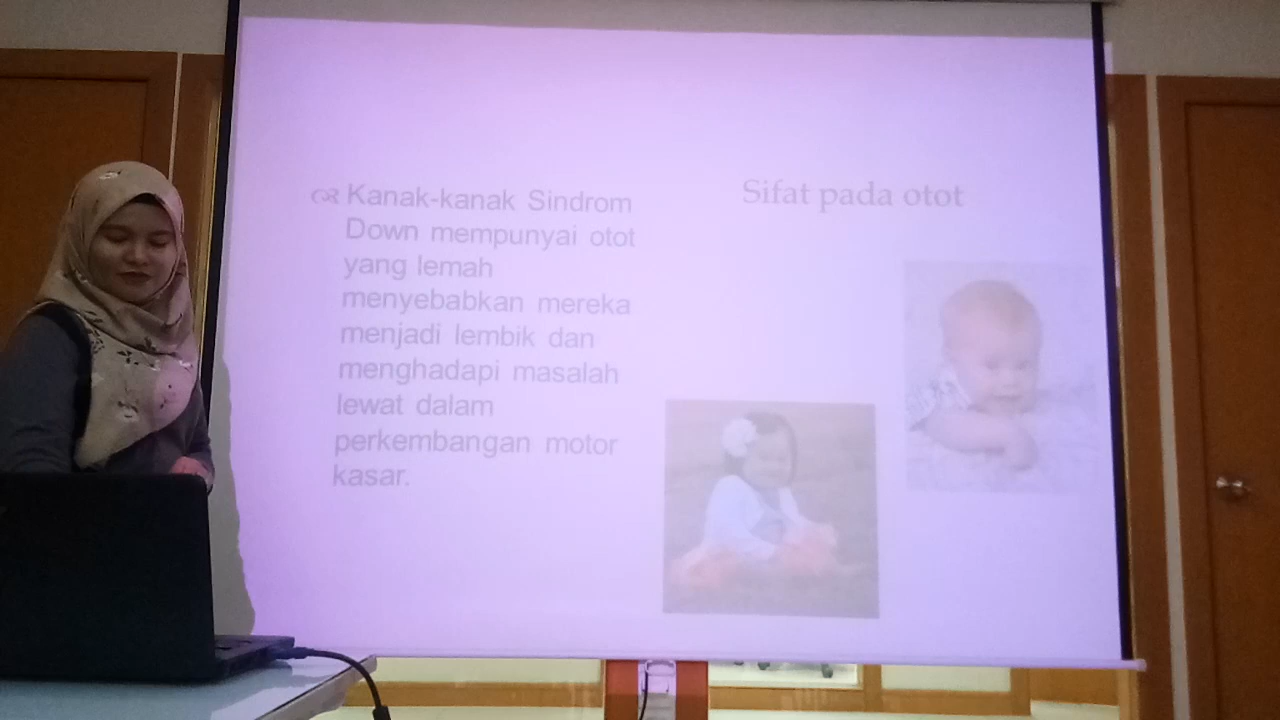 Sifat pada otot
Kanak-kanak Sindrom
Down mempunyai otot
yang lemah
menyebabkan mereka
menjadi lembik dan
menghadapi masalah
lewat dalam
perkembangan motor
kasar.